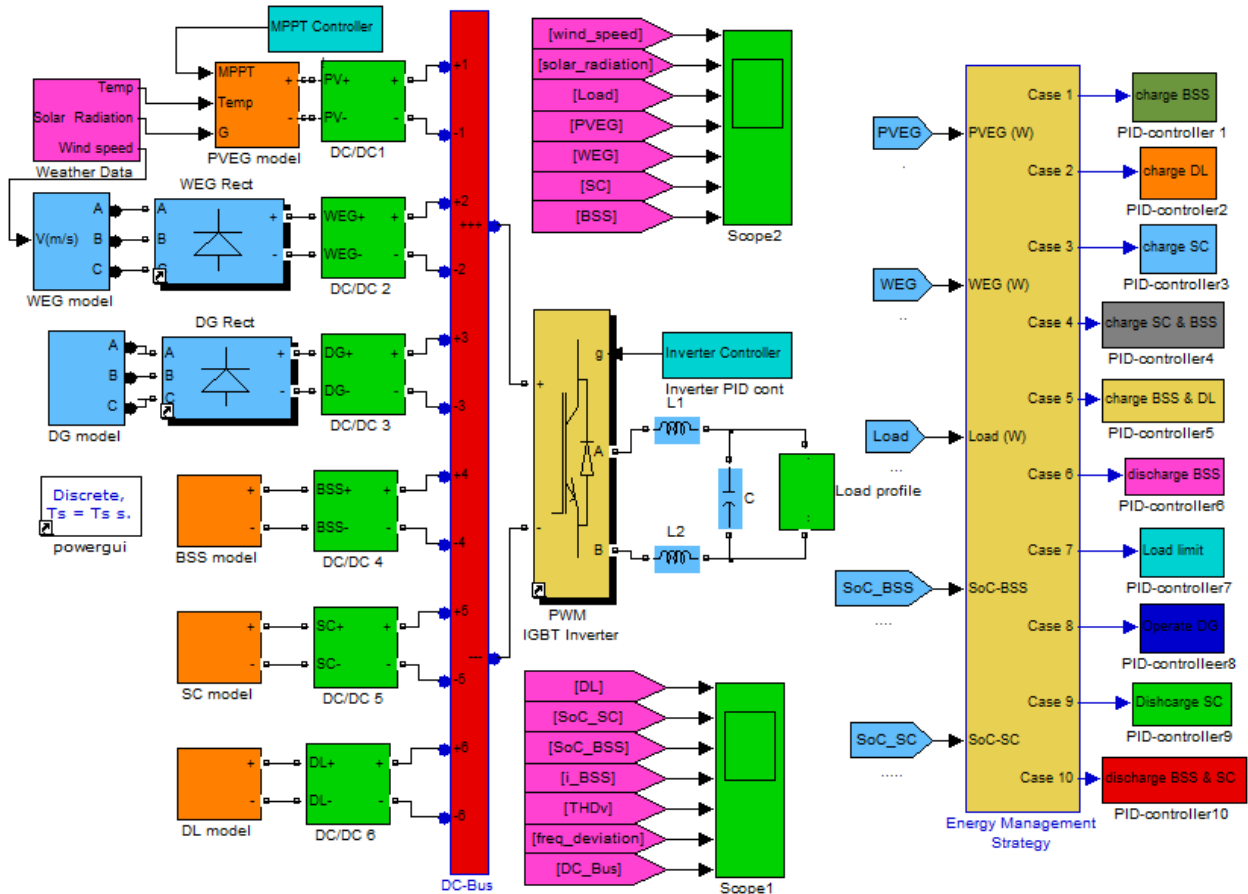 MPPT Controller
MPPT
Temp
G
+
-
PVEG model
PV+
PV-
+
-
DC/DC1
+1
-1
Temp
Solar Radiation
Wind speed
Weather Data
V(m/s)
A
B
C
WEG model
WEG Rect
A
B
C
+
-
WEG+
WEG-
+
-
DC/DC 2
+2
-2
+++
A
B
C
DG model
DG Rect
A
B
C
+
-
DG+
DG-
+
-
DC/DC 3
+3
-3
Discrete,
Ts = Ts s.
powergui
+
-
BSS model
BSS+
BSS-
+
-
DC/DC 4
+4
-4
+
-
SC model
SC+
SC-
+
-
DC/DC 5
+5
-5
---
+
-
DL model
DL+
DL-
+
-
DC/DC 6
+6
-6
DC-Bus
[wind_speed]
[solar_radiation]
[Load]
[PVEG]
[WEG]
[SC]
[BSS]
Scope2
g
+
-
A
B
PWM
IGBT Inverter
Inverter Controller
Inverter PID cont
L1
L2
C
Load profile
[DL]
[SoC_SC]
[SoC_BSS]
[i_BSS]
[THDv]
[freq_deviation]
[DC_Bus]
Scope1
PVEG
.
WEG
..
Load
...
SoC_BSS
....
SoC_SC
.....
PVEG (W)
WEG (W)
Load (W)
SoC-BSS
SoC-SC
Case 1
Case 2
Case 3
Case 4
Case 5
Case 6
Case 7
Case 8
Case 9
Case 10
Energy Management
Strategy
charge BSS
PID-controller 1
charge DL
PID-controler2
charge SC
PID-controller3
charge SC & BSS
PID-controller4
charge BSS & DL
PID-controller5
discharge BSS
PID-controller6
Load limit
PID-controller7
Operate DG.
PID-controlleer8
Dishcarge SC
PID-controller9
discharge BSS & SC
PID-controller10